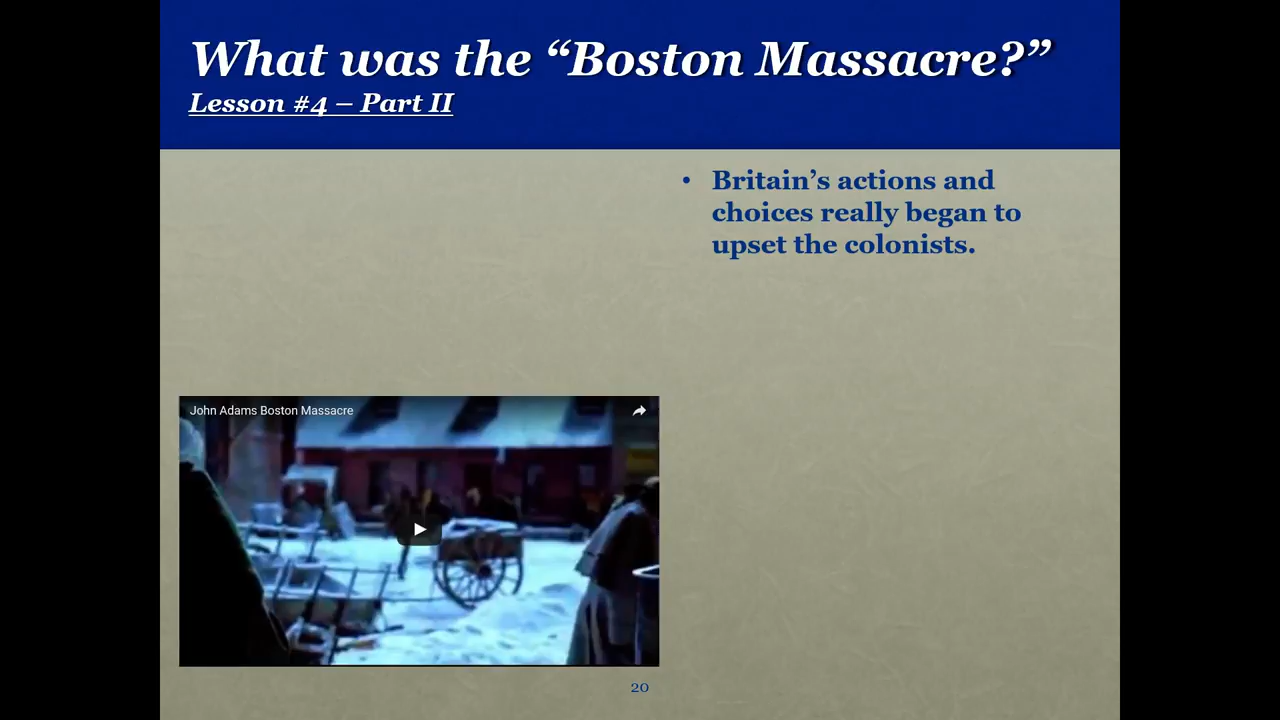 What was the “Boston Massacre?”
Lesson #4 – Part II
• Britain’s actions and
choices really began to
upset the colonists.
John Adams Boston Massacre
20